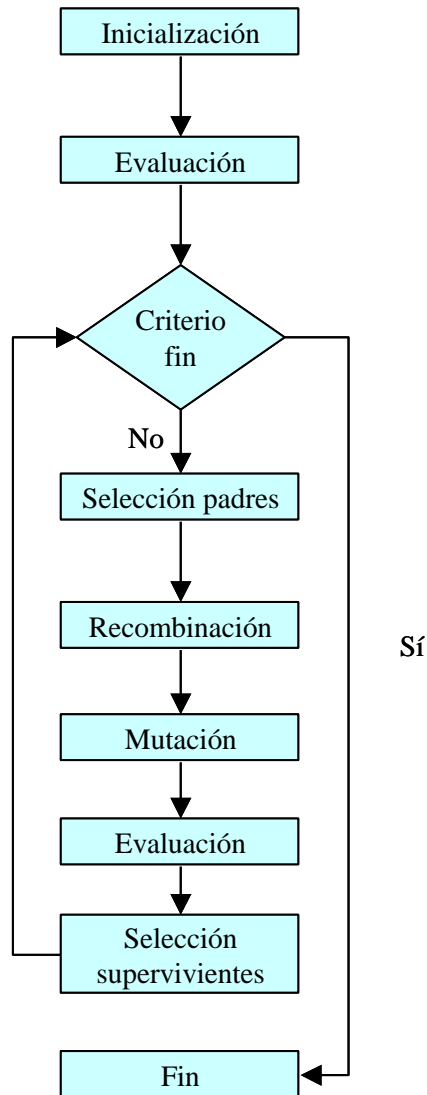 Inicialización
Evaluación
Criterio
fin
No
Selección padres
Recombinación
Sí
Mutación
Evaluación
Selección
supervivientes
Fin